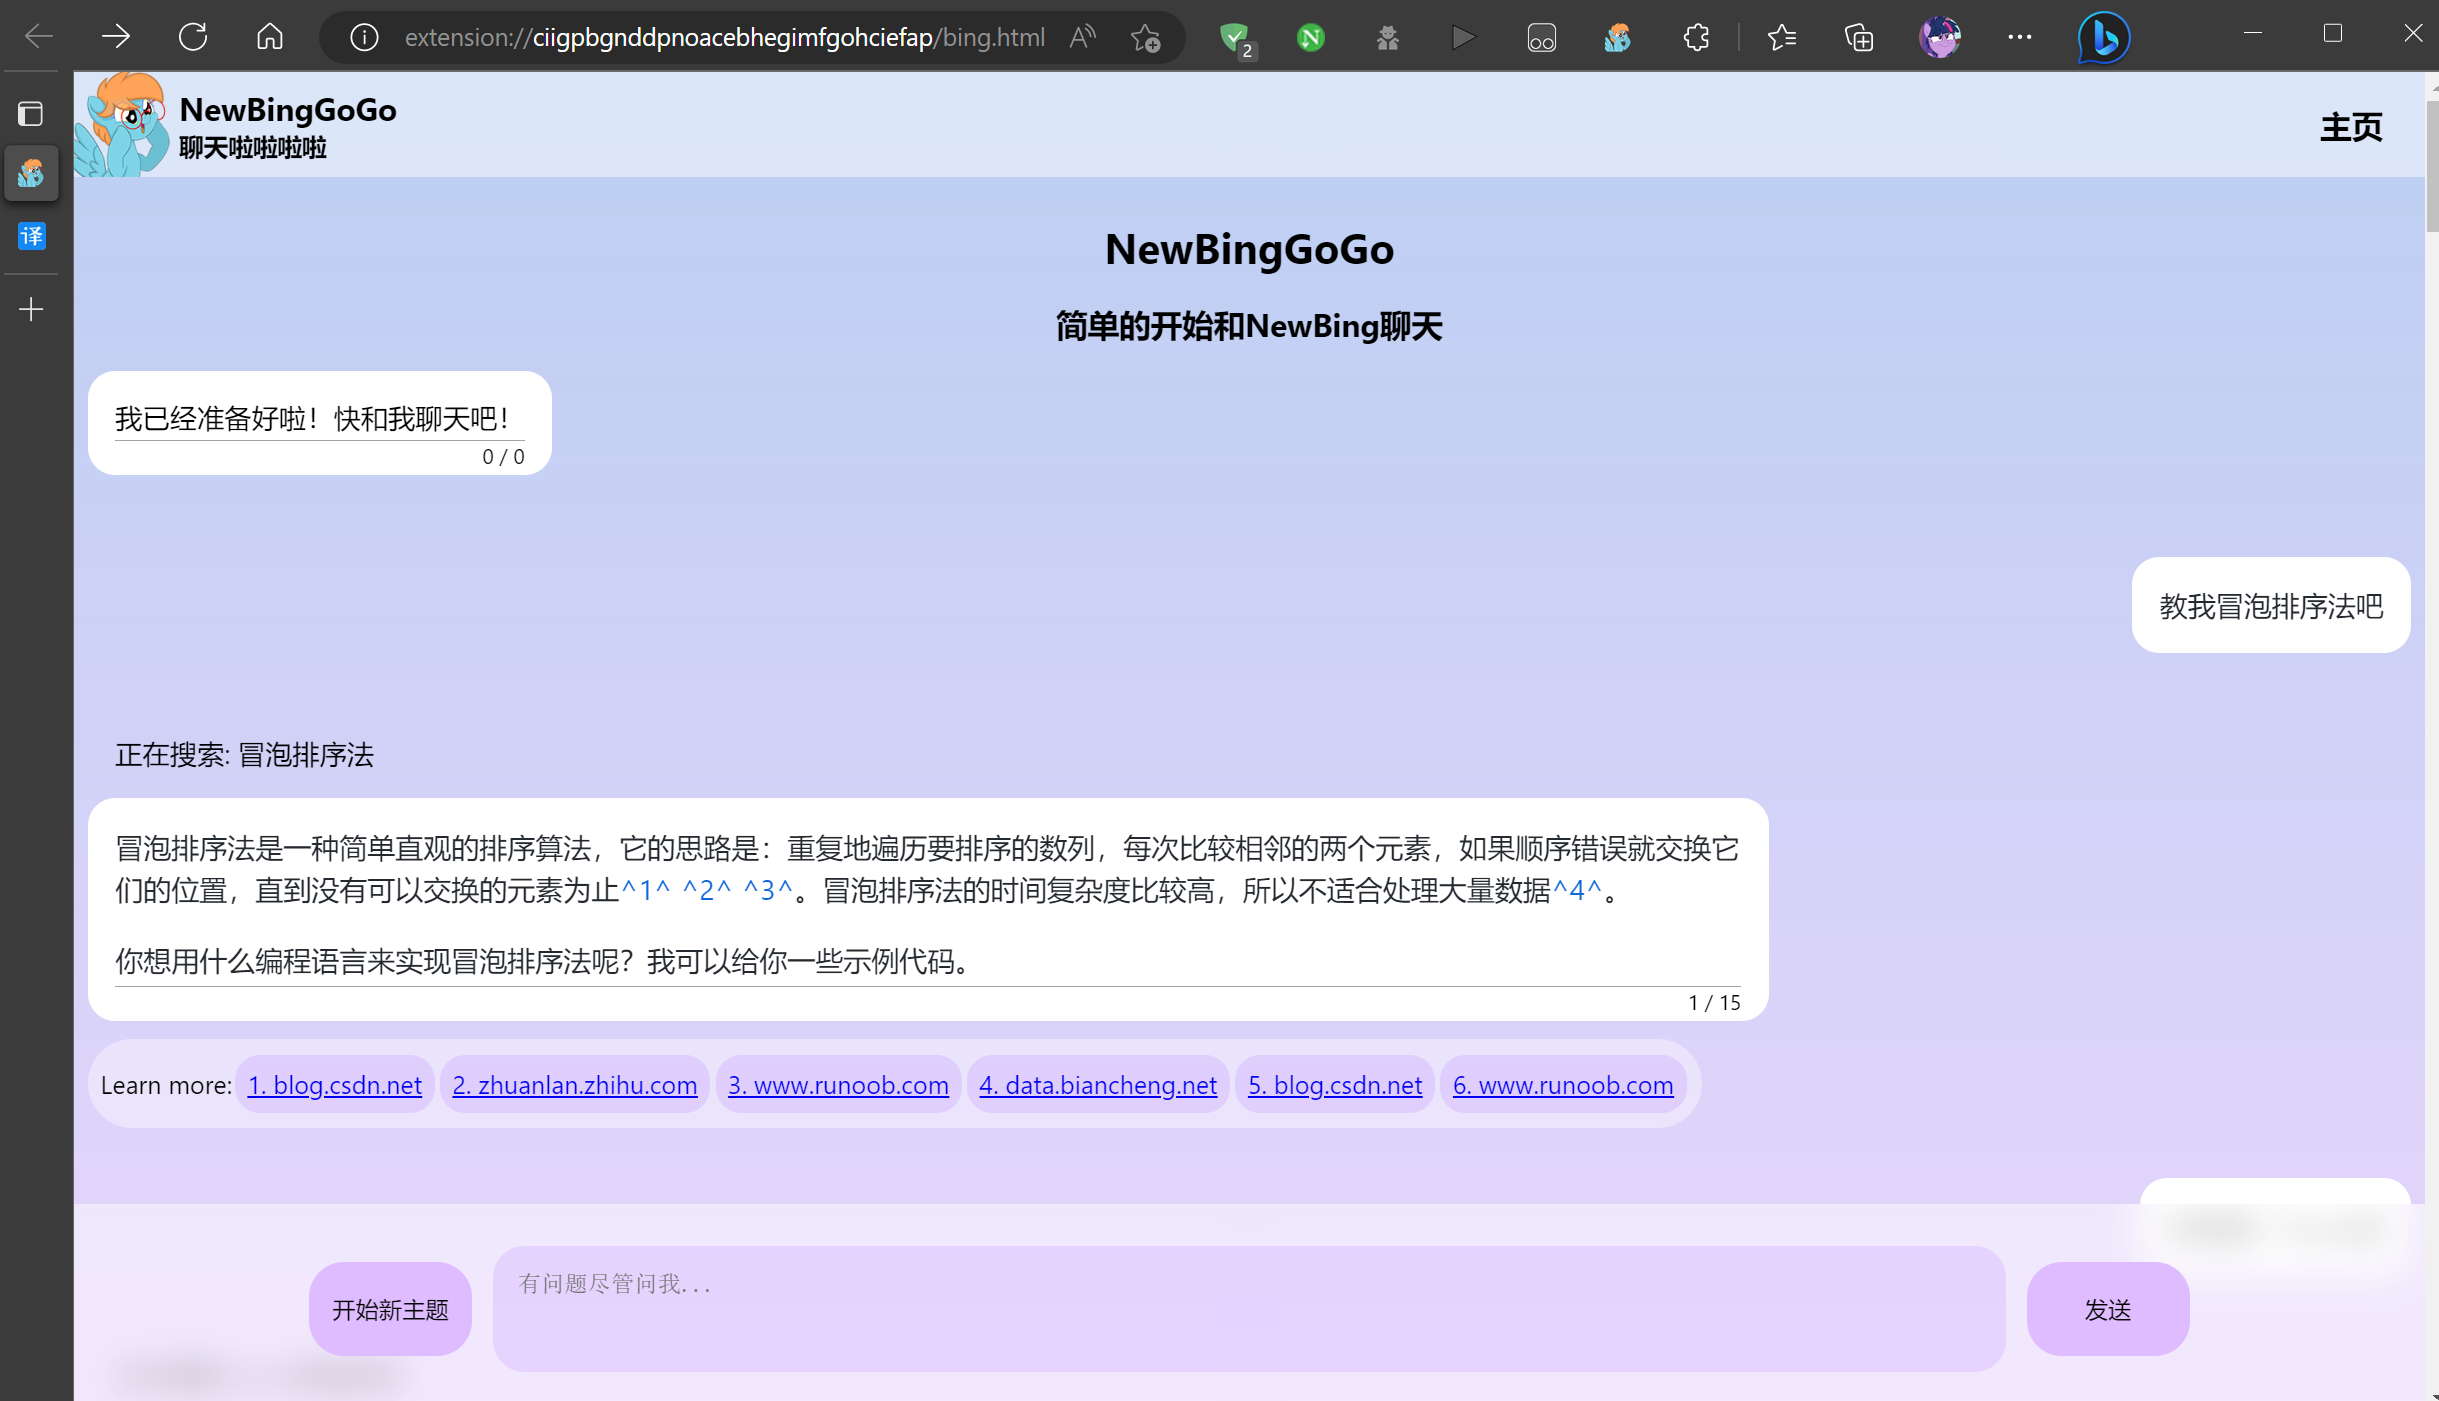 extension://ciigpbgnddpnoacebhegimfgohciefap/bing.html
2
NewBingGoGo
聊天啦啦啦啦
主页
译
NewBingGoGo
简单的开始和NewBing聊天
我已经准备好啦！快和我聊天吧！
0 / 0
教我冒泡排序法吧
正在搜索: 冒泡排序法
冒泡排序法是一种简单直观的排序算法，它的思路是：重复地遍历要排序的数列，每次比较相邻的两个元素，如果顺序错误就交换它
们的位置，直到没有可以交换的元素为止^1^ ^2^ ^3^。冒泡排序法的时间复杂度比较高，所以不适合处理大量数据^4^。
你想用什么编程语言来实现冒泡排序法呢？我可以给你一些示例代码。
1 / 15
Learn more: 1. blog.csdn.net 2. zhuanlan.zhihu.com 3. www.runoob.com 4. data.biancheng.net 5. blog.csdn.net 6. www.runoob.com
开始新主题
有问题尽管问我...
发送